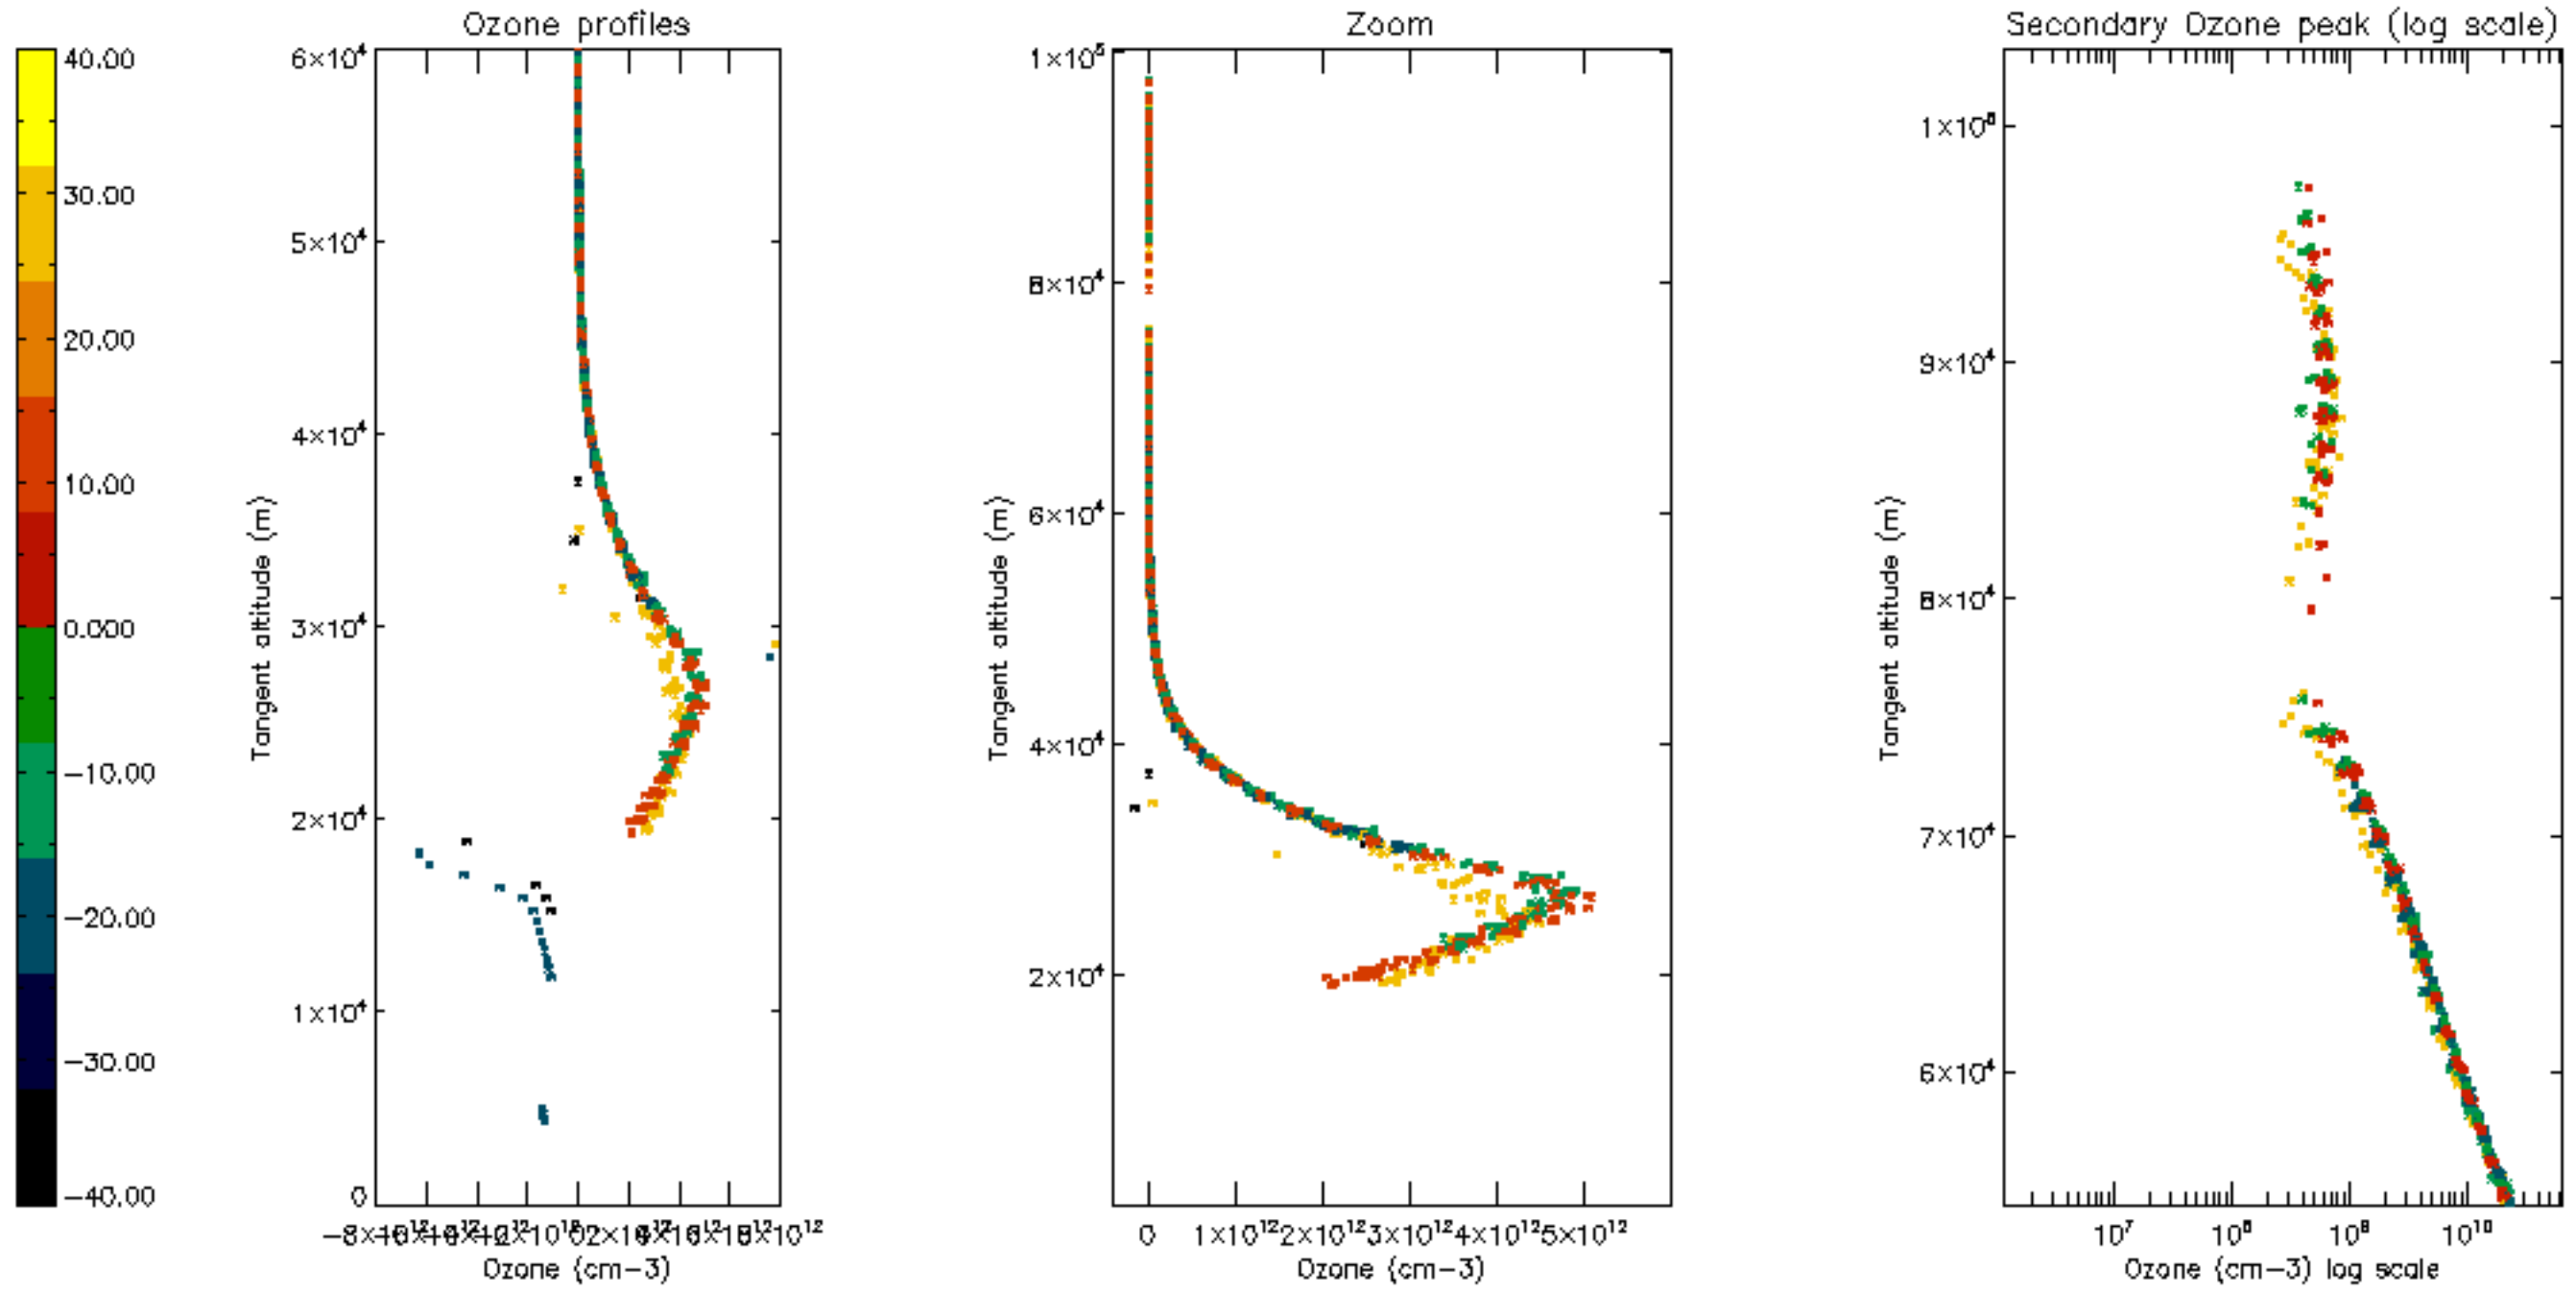 Ozone profiles
Zoom
Secondary Ozone peak (log scale)
40.00
30.00
20.00
10.00
0.000
-10.00
-20.00
-30.00
-40.00
6×10⁴
5×10⁴
4×10⁴
3×10⁴
2×10⁴
1×10⁴
0
Tangent altitude (m)
8×10¹²
Ozone (cm-3)
1×10⁵
8×10⁴
6×10⁴
4×10⁴
2×10⁴
Tangent altitude (m)
0 1×10¹² 2×10¹² 3×10¹² 4×10¹² 5×10¹²
Ozone (cm-3)
9×10⁴
8×10⁴
7×10⁴
6×10⁴
Tangent altitude (m)
10⁷ 10¹⁰
Ozone (cm-3) log scale